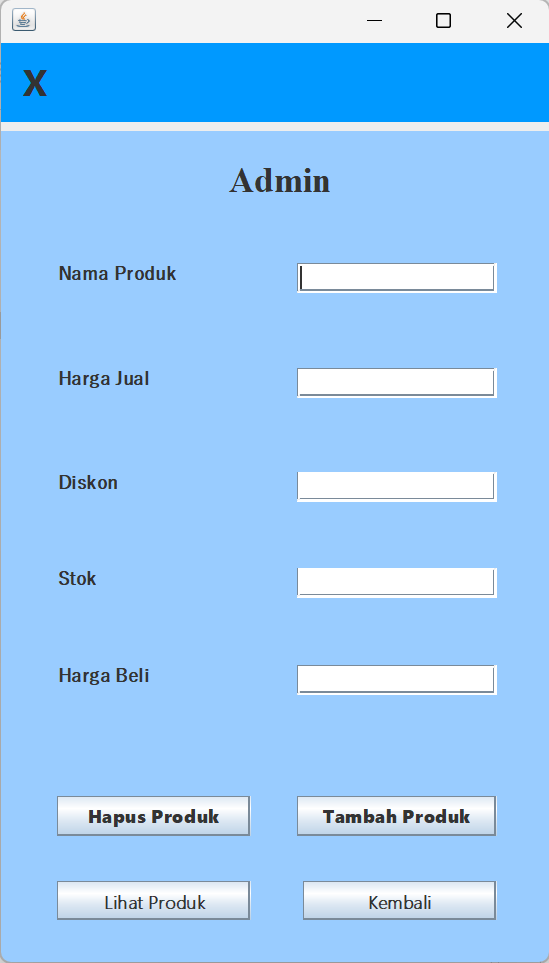 X
Admin
Nama Produk
Harga Jual
Diskon
Stok
Harga Beli
Hapus Produk Tambah Produk
Lihat Produk Kembali